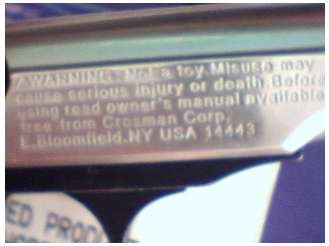 ⚠WARNING: Not a toy. Misuse may
cause serious injury or death. Before
using read owner's manual available
free from Crosman Corp.
E. Bloomfield, NY USA 14443
ED PRODU